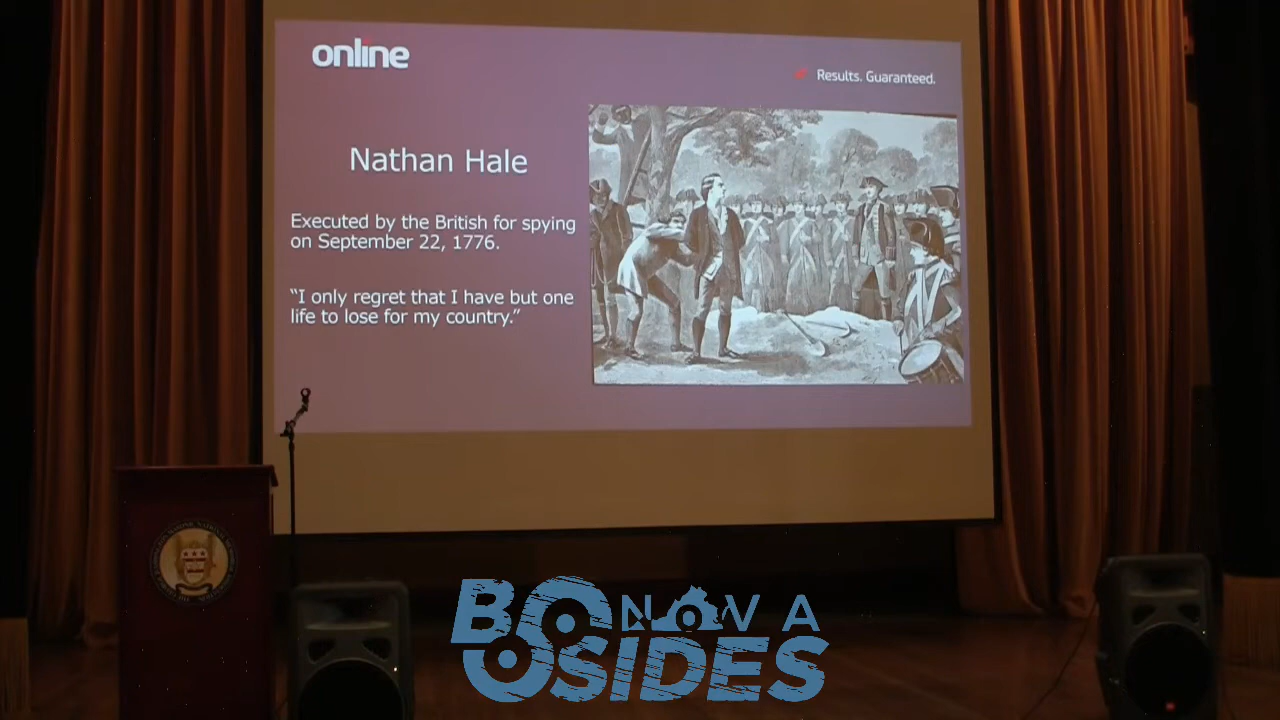 online
Results. Guaranteed.
Nathan Hale
Executed by the British for spying
on September 22, 1776.
“I only regret that I have but one
life to lose for my country.”
BSIDES
NOVA